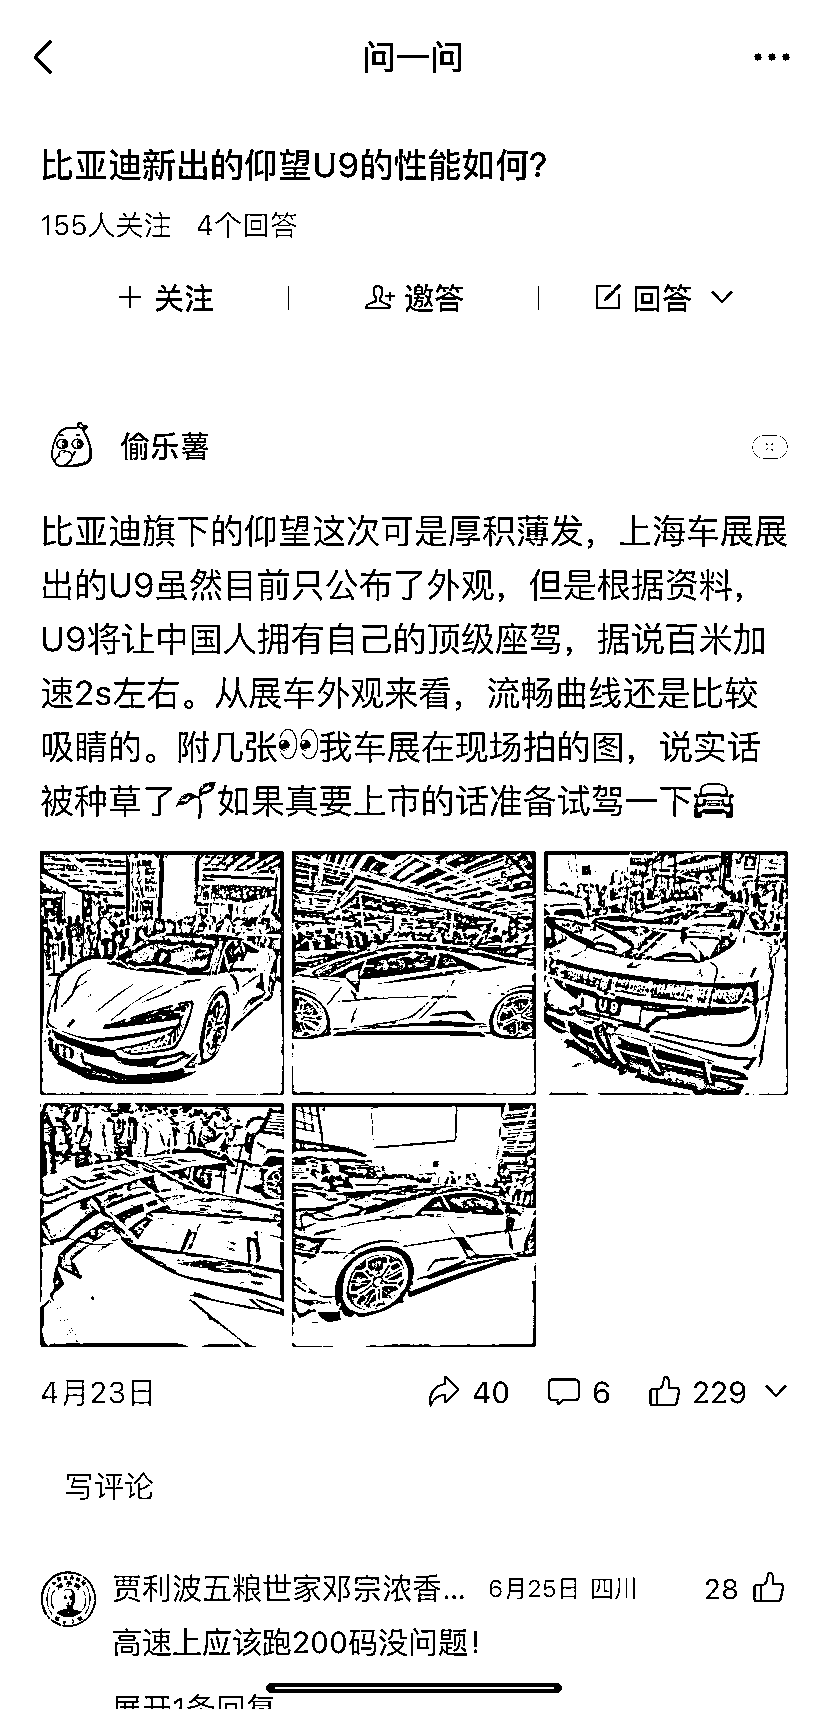 问一问
比亚迪新出的仰望U9的性能如何?
155人关注 4个回答
关注
邀答
回答
偷乐薯
比亚迪旗下的仰望这次可是厚积薄发，上海车展展
出的U9虽然目前只公布了外观，但是根据资料，
U9将让中国人拥有自己的顶级座驾，据说百米加
速2s左右。从展车外观来看，流畅曲线还是比较
吸睛的。附几张👀我车展在现场拍的图，说实话
被种草了🌱如果真要上市的话准备试驾一下🚘
U9
4月23日
40
6
229
写评论
贾利波五粮世家邓宗浓香... 6月25日 四川
28
高速上应该跑200码没问题！
展开1条回复